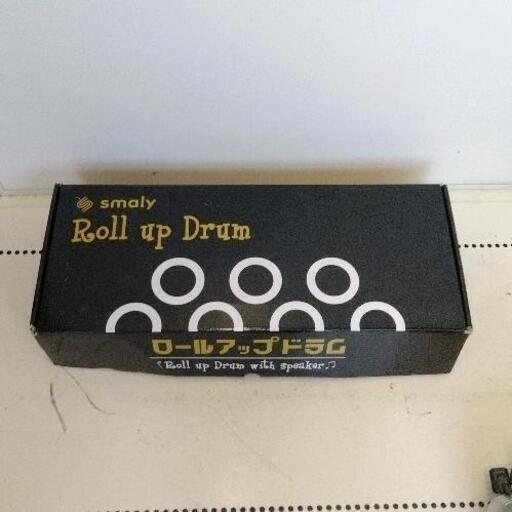 smaly
Roll up Drum
ロールアップドラム
Roll up Drum with speaker